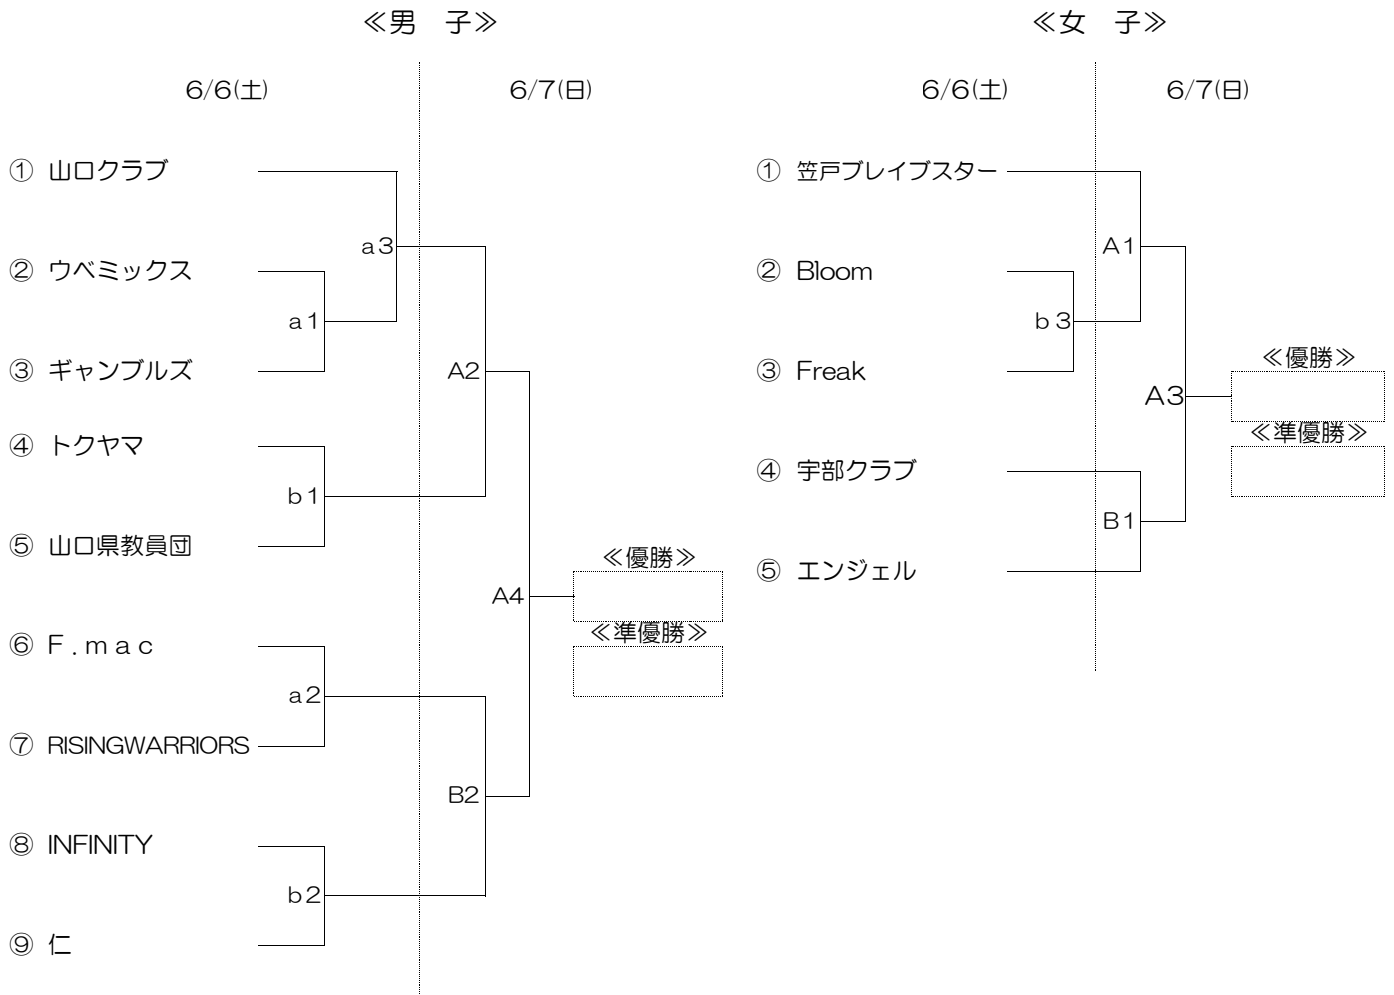 ≪男　子≫
6/6(土)
6/7(日)
① 山口クラブ
a3
② ウベミックス
a1
③ ギャンブルズ
A2
④ トクヤマ
b1
⑤ 山口県教員団
≪優勝≫
A4
≪準優勝≫
⑥ F.mac
a2
⑦ RISINGWARRIORS
B2
⑧ INFINITY
b2
⑨ 仁
≪女　子≫
6/6(土)
6/7(日)
① 笠戸ブレイブスター
A1
② Bloom
b3
③ Freak
≪優勝≫
A3
≪準優勝≫
④ 宇部クラブ
B1
⑤ エンジェル